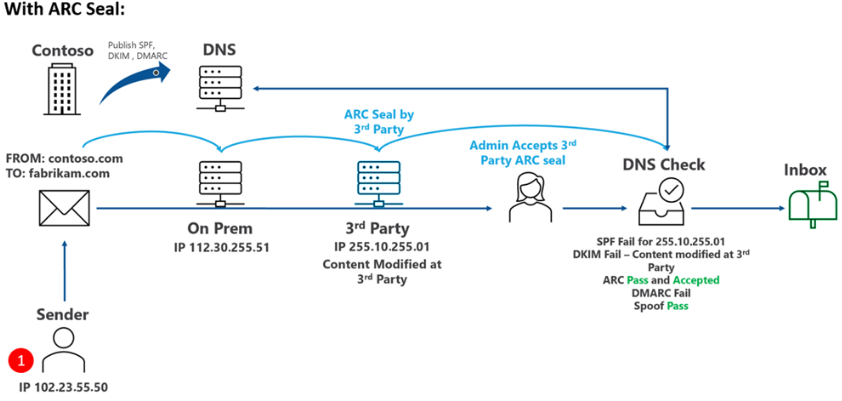 With ARC Seal:
Contoso
Publish SPF,
DKIM , DMARC
DNS
ARC Seal by
3rd Party
Admin Accepts 3rd
Party ARC seal
FROM: contoso.com
TO: fabrikam.com
DNS Check
Inbox
On Prem
IP 112.30.255.51
3rd Party
IP 255.10.255.01
Content Modified at
3rd Party
SPF Fail for 255.10.255.01
DKIM Fail – Content modified at 3rd
Party
ARC Pass and Accepted
DMARC Fail
Spoof Pass
Sender
1
IP 102.23.55.50